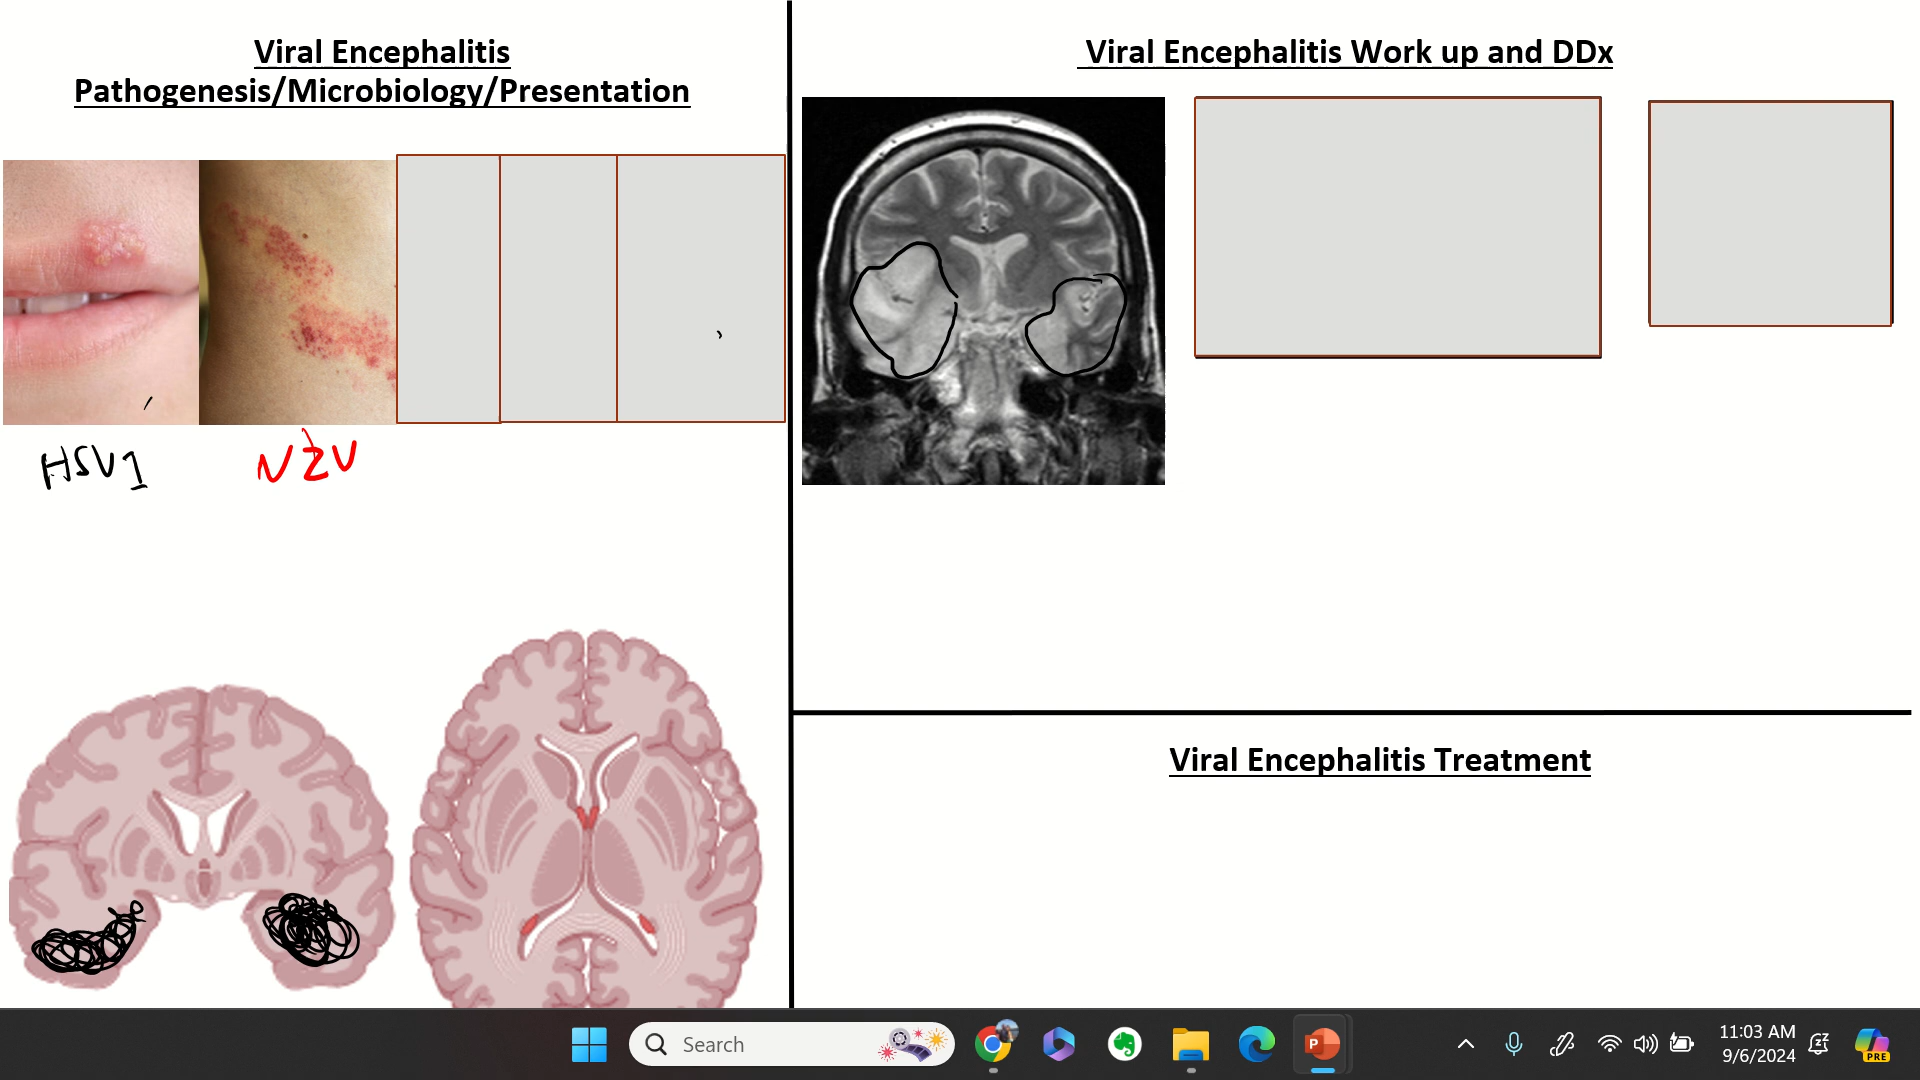 Viral Encephalitis
Pathogenesis/Microbiology/Presentation
HSV1
VZV
Viral Encephalitis Work up and DDx
Viral Encephalitis Treatment
Search
11:03 AM
9/6/2024
PRE